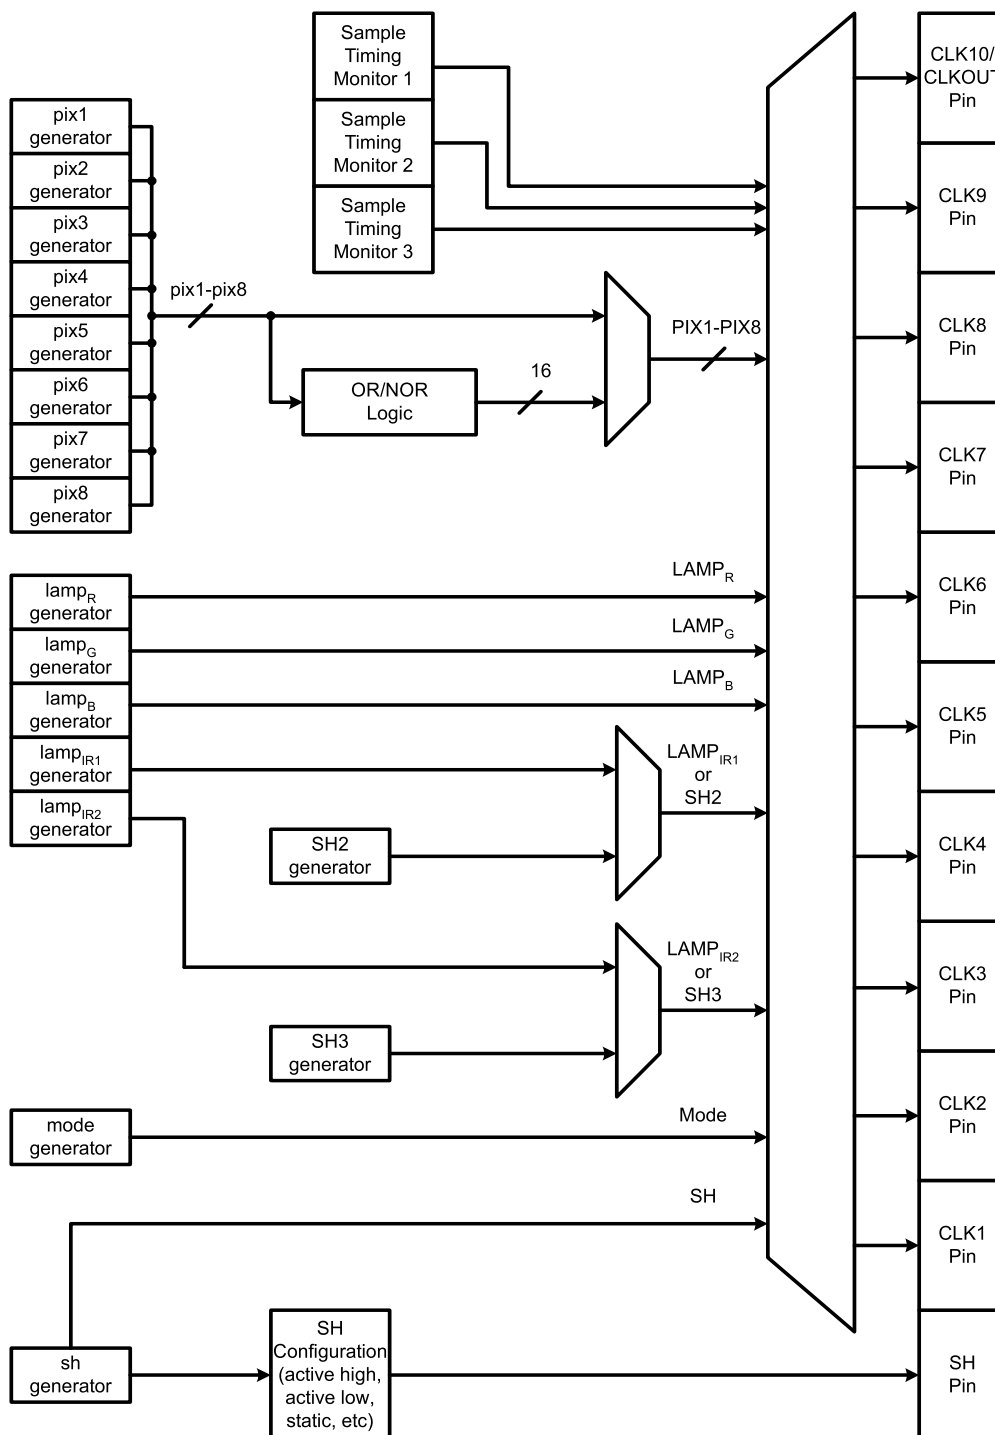 Sample
Timing
Monitor 1
Sample
Timing
Monitor 2
Sample
Timing
Monitor 3
pix1
generator
pix2
generator
pix3
generator
pix4
generator
pix5
generator
pix6
generator
pix7
generator
pix8
generator
pix1-pix8
OR/NOR
Logic
16
PIX1-PIX8
lampR
generator
lampG
generator
lampB
generator
lampIR1
generator
lampIR2
generator
LAMPR
LAMPG
LAMPB
LAMPIR1
or
SH2
SH2
generator
LAMPIR2
or
SH3
SH3
generator
mode
generator
Mode
SH
sh
generator
SH
Configuration
(active high,
active low,
static, etc)
CLK10/
CLKOUT
Pin
CLK9
Pin
CLK8
Pin
CLK7
Pin
CLK6
Pin
CLK5
Pin
CLK4
Pin
CLK3
Pin
CLK2
Pin
CLK1
Pin
SH
Pin